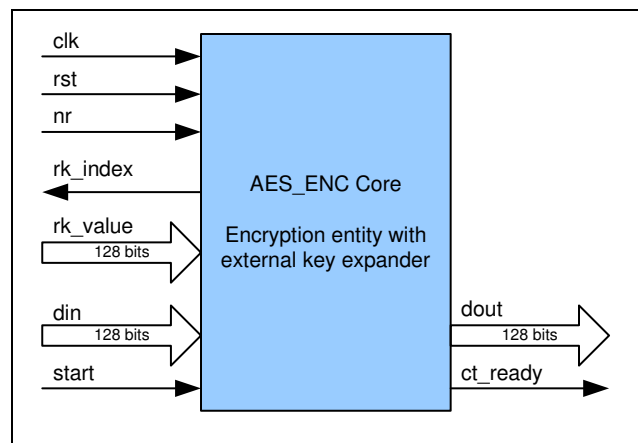 clk
rst
nr
rk_index
rk_value
128 bits
din
128 bits
start
AES_ENC Core
Encryption entity with
external key expander
dout
128 bits
ct_ready